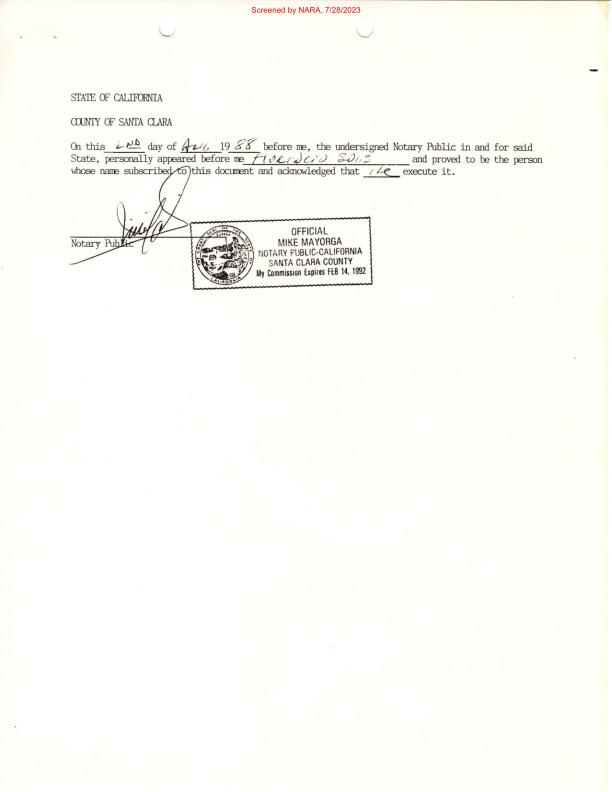 Screened by NARA, 7/28/2023
STATE OF CALIFORNIA
COUNTY OF SANTA CLARA
On this 2ND day of Aug 19 88 before me, the undersigned Notary Public in and for said
State, personally appeared before me Florencio Solis and proved to be the person
whose name subscribed to this document and acknowledged that He execute it.
Notary Public
OFFICIAL
MIKE MAYORGA
NOTARY PUBLIC-CALIFORNIA
SANTA CLARA COUNTY
My Commission Expires FEB 14, 1992